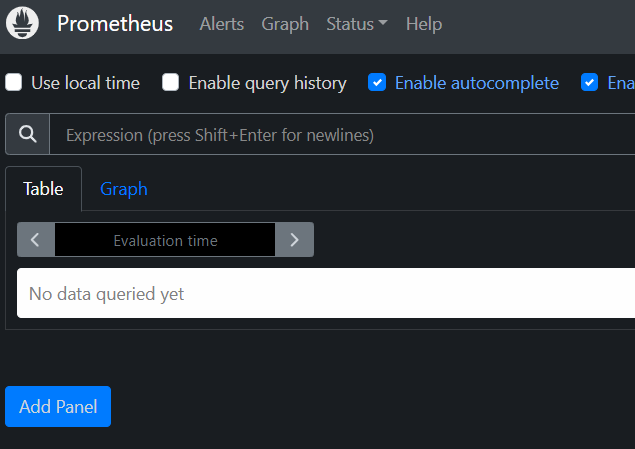 Prometheus Alerts Graph Status Help
Use local time Enable query history Enable autocomplete Ena
Expression (press Shift+Enter for newlines)
Table Graph
Evaluation time
No data queried yet
Add Panel